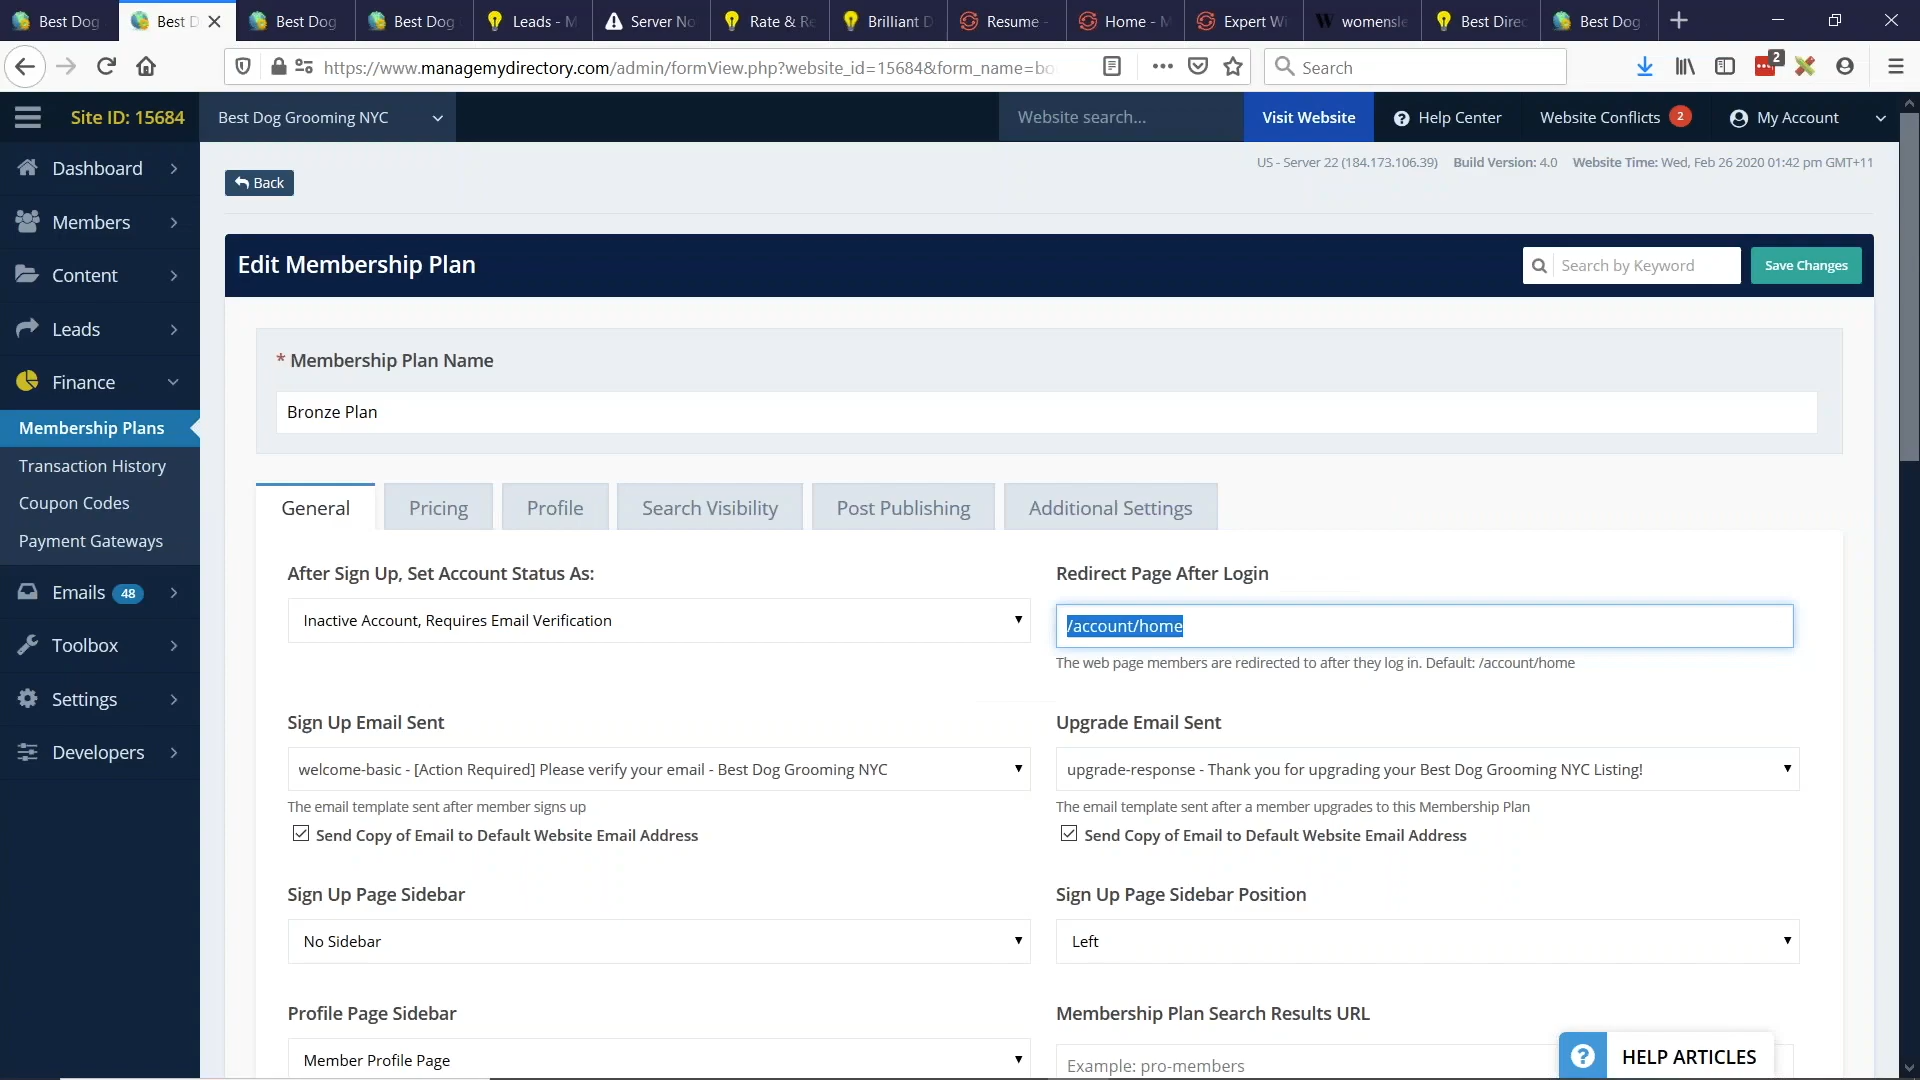 Best Dog
Best D
Best Dog
Best Dog
Leads - M
Server No
Rate & Re
Brilliant D
Resume -
Home - M
Expert Wi
womensle
Best Direc
Best Dog
https://www.managemydirectory.com/admin/formView.php?website_id=15684&form_name=bo
Search
2
Site ID: 15684
Best Dog Grooming NYC
Website search...
Visit Website
Help Center
Website Conflicts 2
My Account
US - Server 22 (184.173.106.39) Build Version: 4.0 Website Time: Wed, Feb 26 2020 01:42 pm GMT+11
Back
Dashboard
Members
Content
Leads
Finance
Membership Plans
Transaction History
Coupon Codes
Payment Gateways
Emails 48
Toolbox
Settings
Developers
Edit Membership Plan
Search by Keyword
Save Changes
* Membership Plan Name
Bronze Plan
General
Pricing
Profile
Search Visibility
Post Publishing
Additional Settings
After Sign Up, Set Account Status As:
Inactive Account, Requires Email Verification
Redirect Page After Login
/account/home
The web page members are redirected to after they log in. Default: /account/home
Sign Up Email Sent
welcome-basic - [Action Required] Please verify your email - Best Dog Grooming NYC
The email template sent after member signs up
Send Copy of Email to Default Website Email Address
Upgrade Email Sent
upgrade-response - Thank you for upgrading your Best Dog Grooming NYC Listing!
The email template sent after a member upgrades to this Membership Plan
Send Copy of Email to Default Website Email Address
Sign Up Page Sidebar
No Sidebar
Sign Up Page Sidebar Position
Left
Profile Page Sidebar
Member Profile Page
Membership Plan Search Results URL
Example: pro-members
HELP ARTICLES